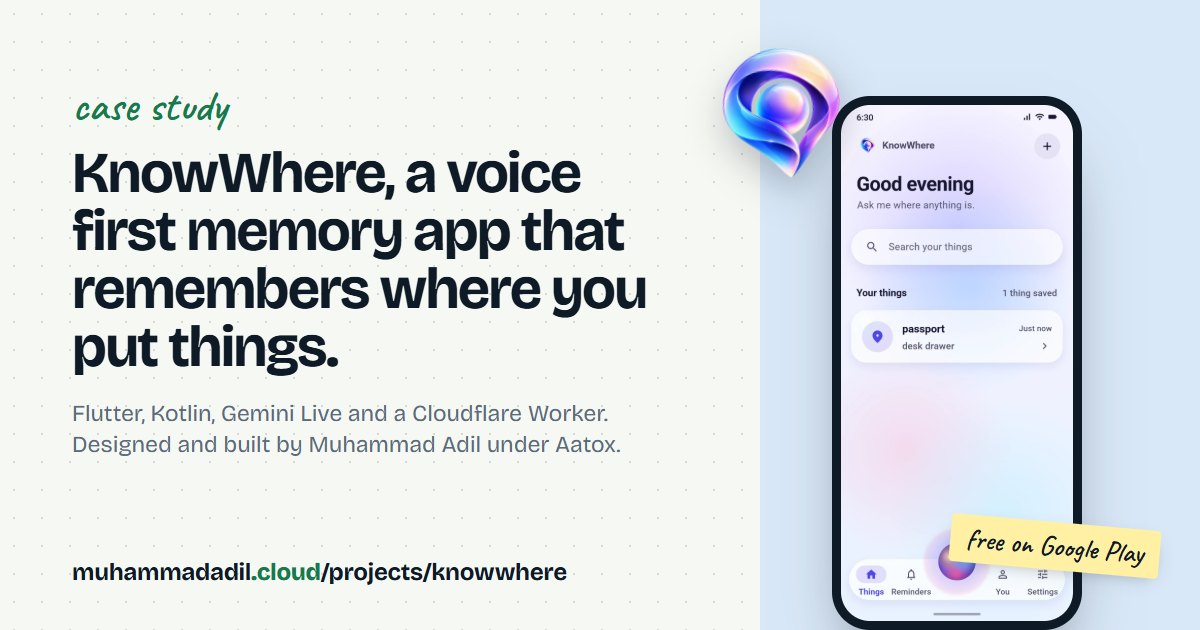 case study
KnowWhere, a voice
first memory app that
remembers where you
put things.
Flutter, Kotlin, Gemini Live and a Cloudflare Worker.
Designed and built by Muhammad Adil under Aatox.
muhammadadil.cloud/projects/knowwhere
6:30
KnowWhere
Good evening
Ask me where anything is.
Search your things
Your things 1 thing saved
passport Just now
desk drawer
free on Google Play
Things Reminders You Settings